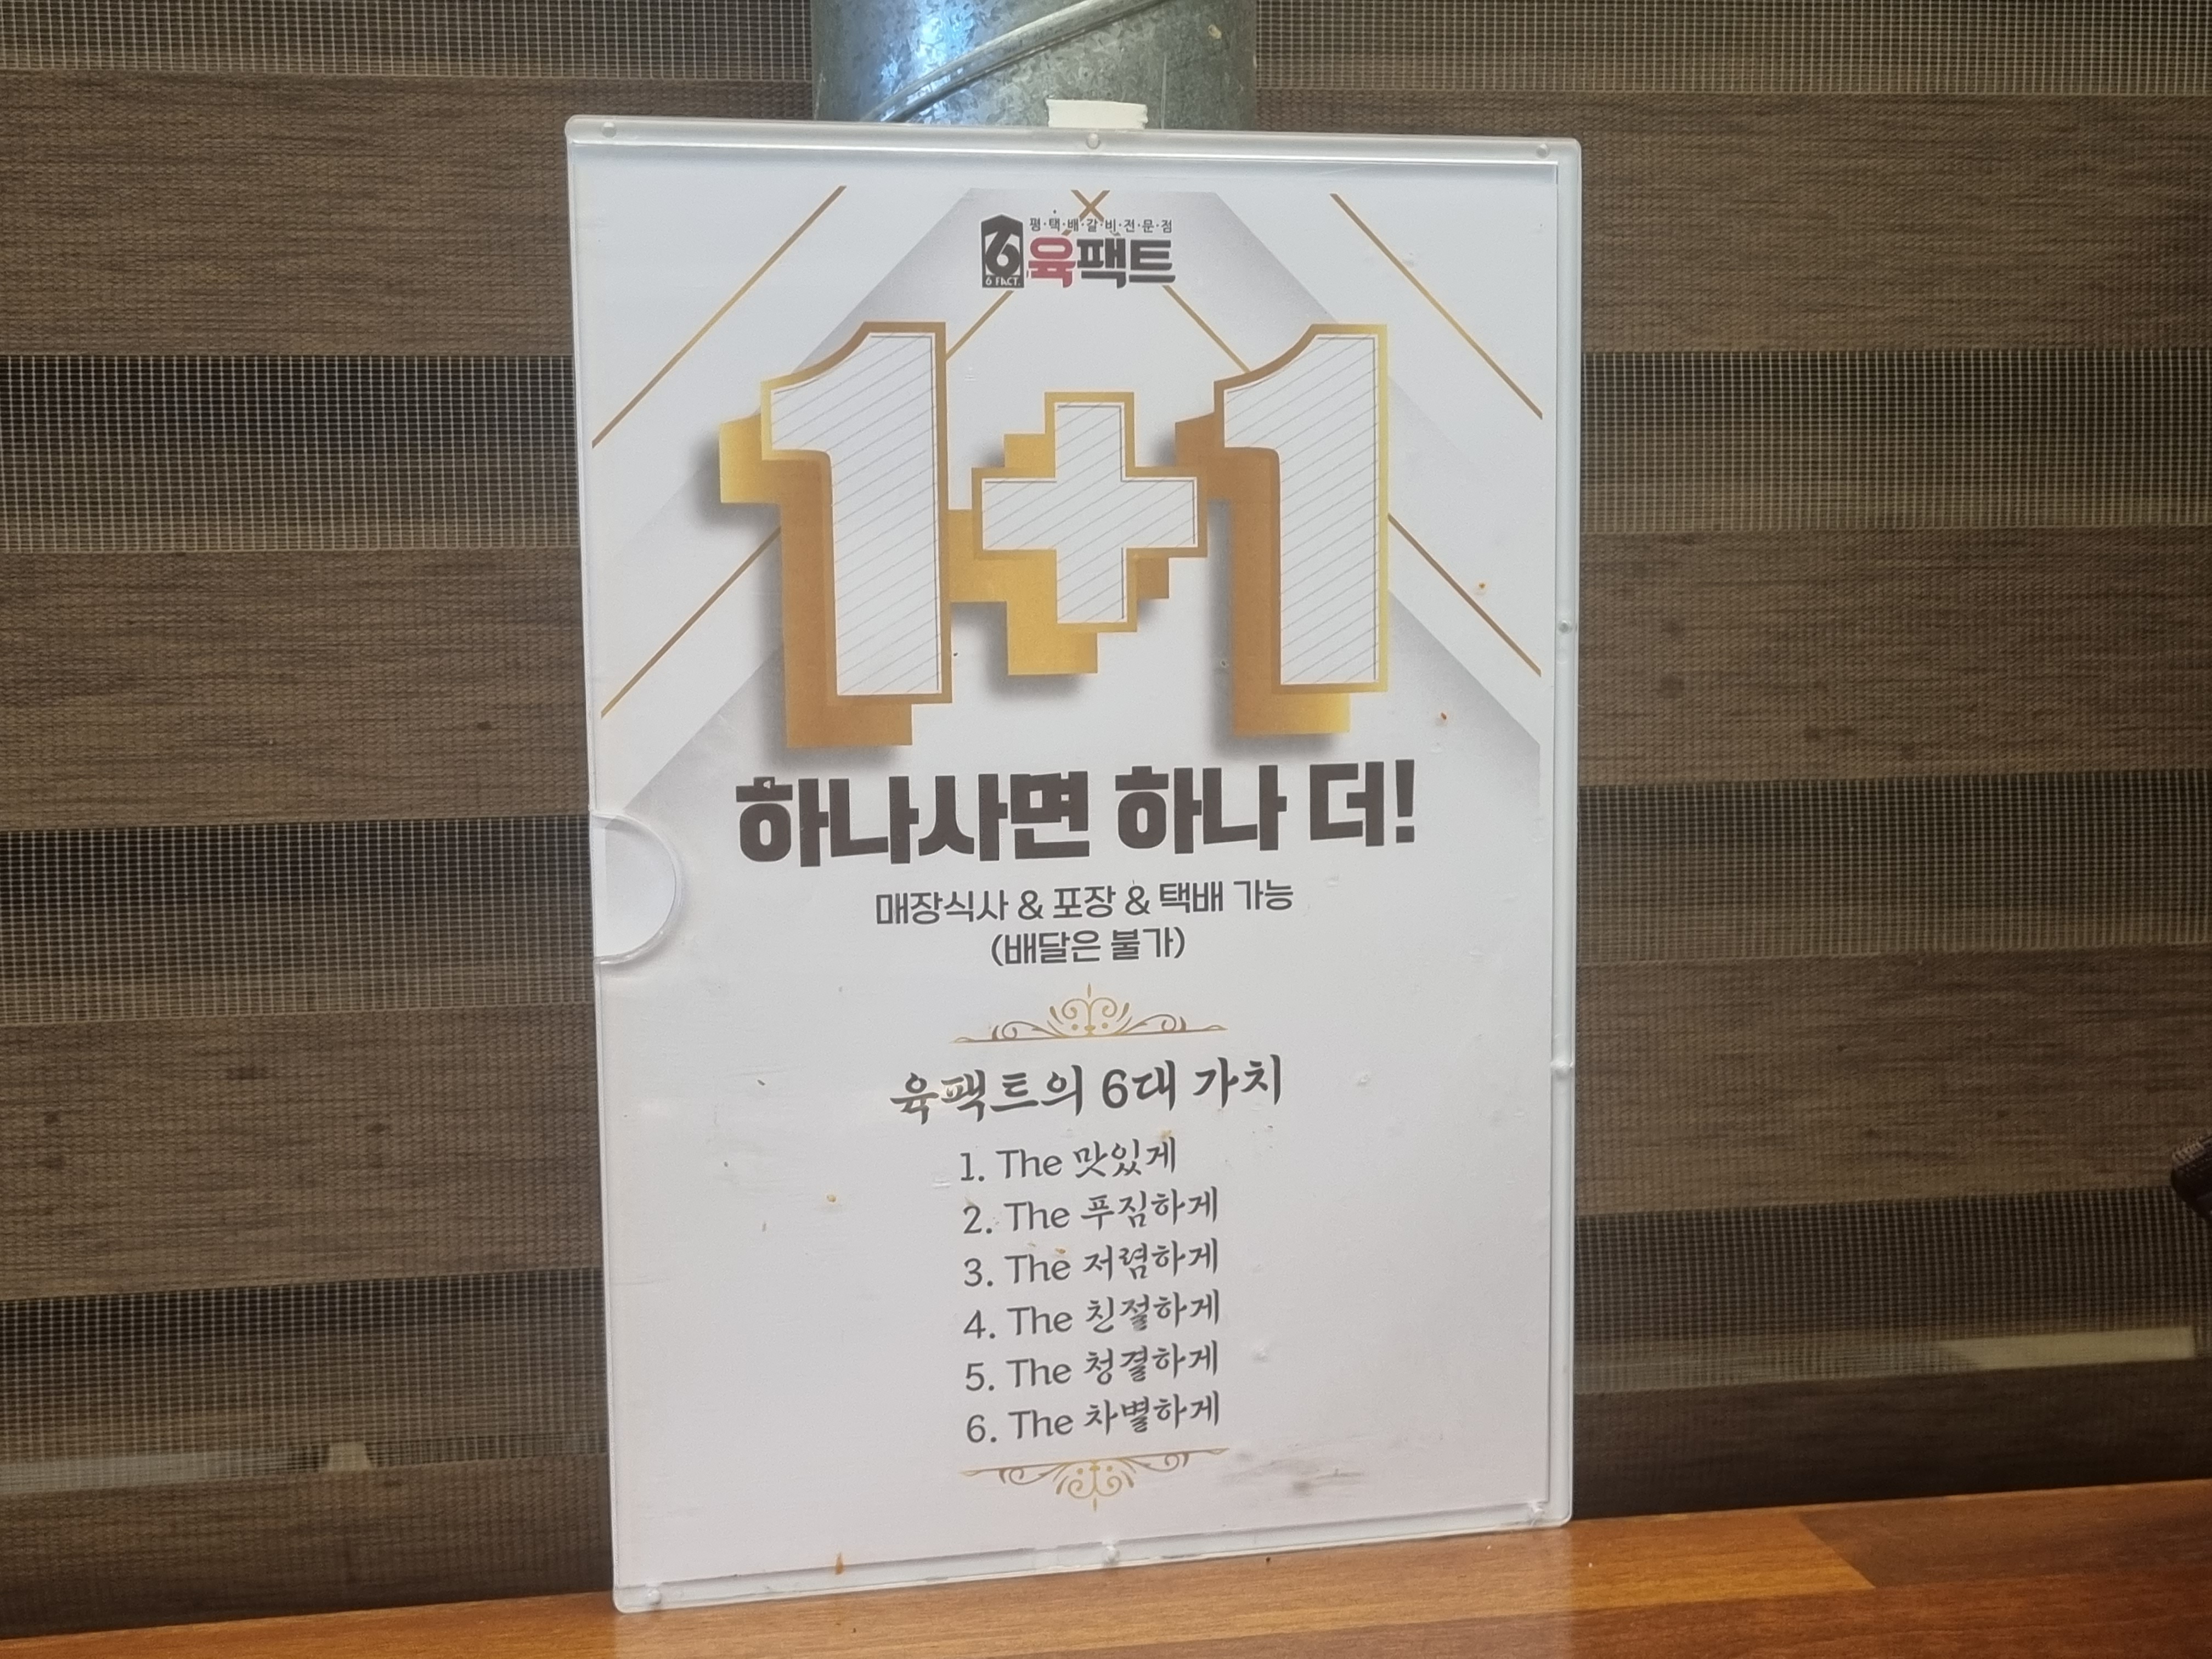 평·택·배·갈·비·전·문·점
6 육팩트
6 FACT.
1+1
하나사면 하나 더!
매장식사 & 포장 & 택배 가능
(배달은 불가)
육팩트의 6대 가치
1. The 맛있게
2. The 푸짐하게
3. The 저렴하게
4. The 친절하게
5. The 청결하게
6. The 차별하게